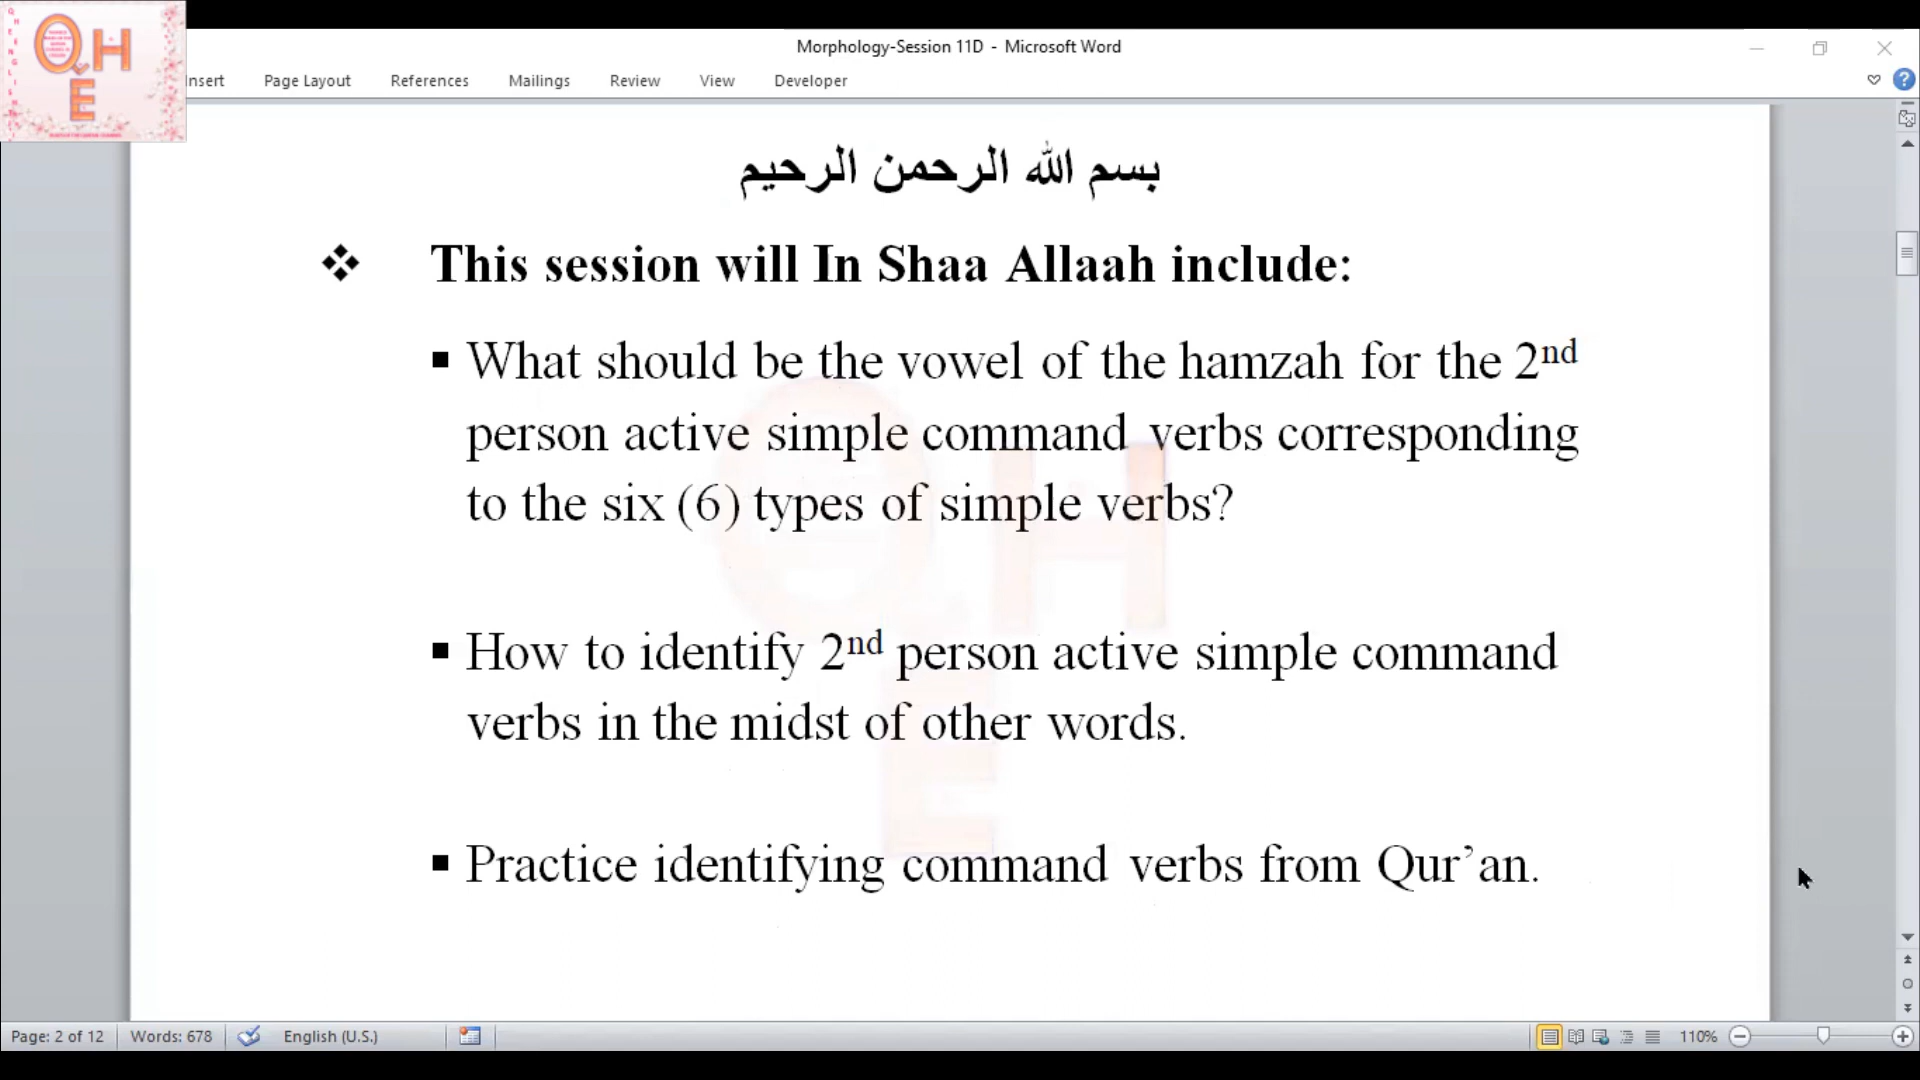 Morphology-Session 11D - Microsoft Word
Insert Page Layout References Mailings Review View Developer
QHE
بسم الله الرحمن الرحيم
❖ This session will In Shaa Allaah include:
▪ What should be the vowel of the hamzah for the 2nd
person active simple command verbs corresponding
to the six (6) types of simple verbs?
▪ How to identify 2nd person active simple command
verbs in the midst of other words.
▪ Practice identifying command verbs from Qur’an.
Page: 2 of 12 Words: 678 English (U.S.) 110%